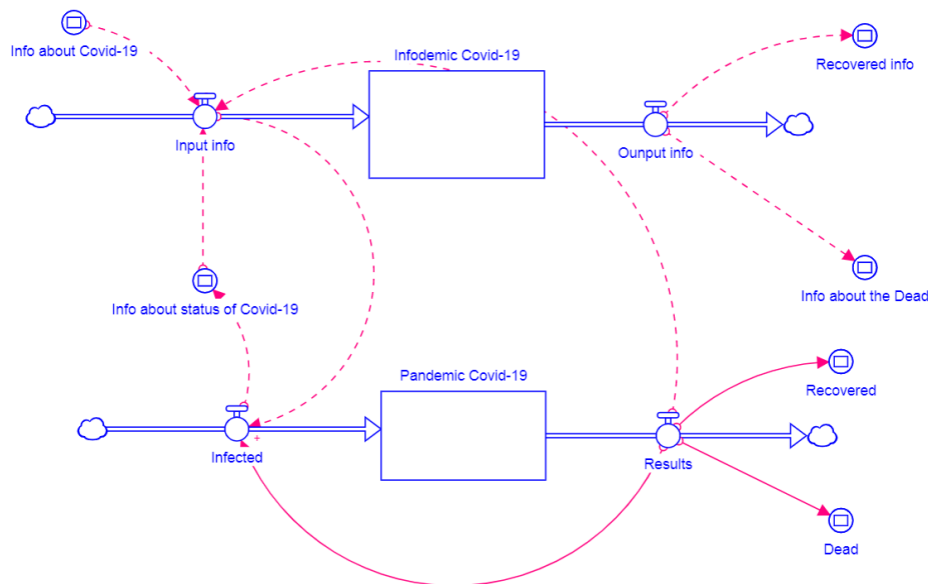 Info about Covid-19
Infodemic Covid-19
Recovered info
Input info
Ounput info
Info about status of Covid-19
Info about the Dead
Pandemic Covid-19
Recovered
+
Infected
Results
Dead